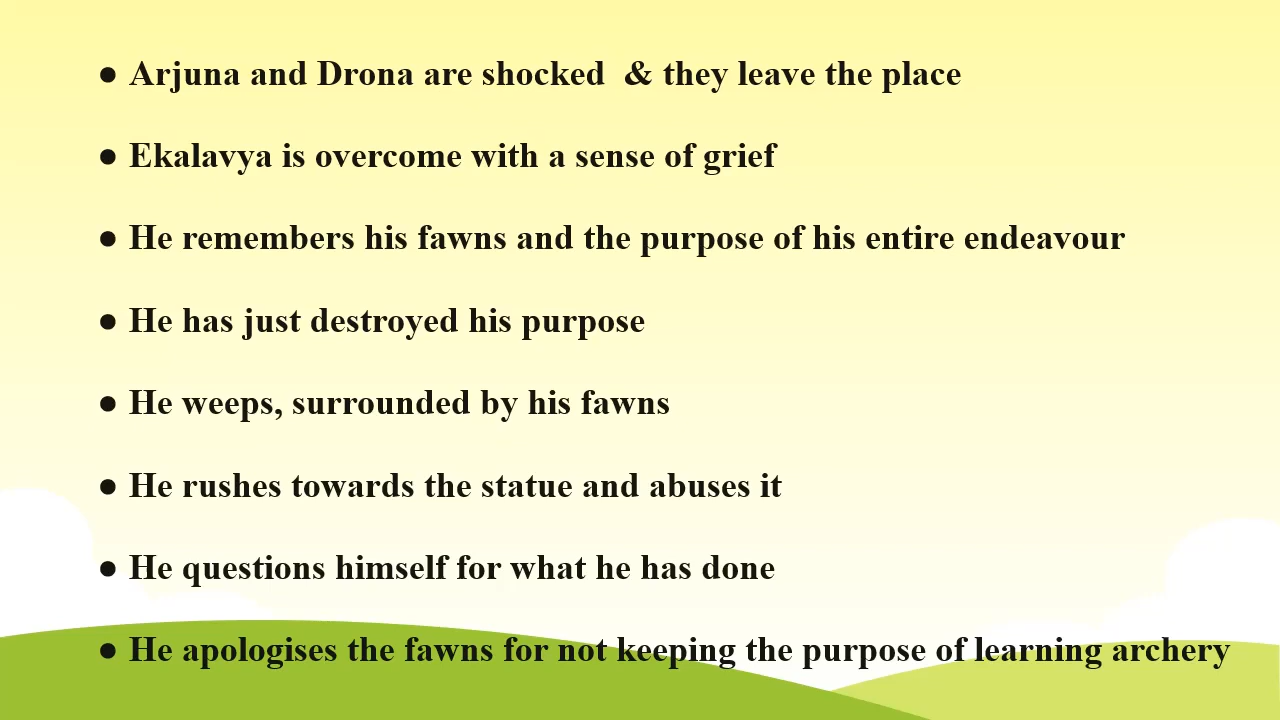 ● Arjuna and Drona are shocked  & they leave the place
● Ekalavya is overcome with a sense of grief
● He remembers his fawns and the purpose of his entire endeavour
● He has just destroyed his purpose
● He weeps, surrounded by his fawns
● He rushes towards the statue and abuses it
● He questions himself for what he has done
● He apologises the fawns for not keeping the purpose of learning archery